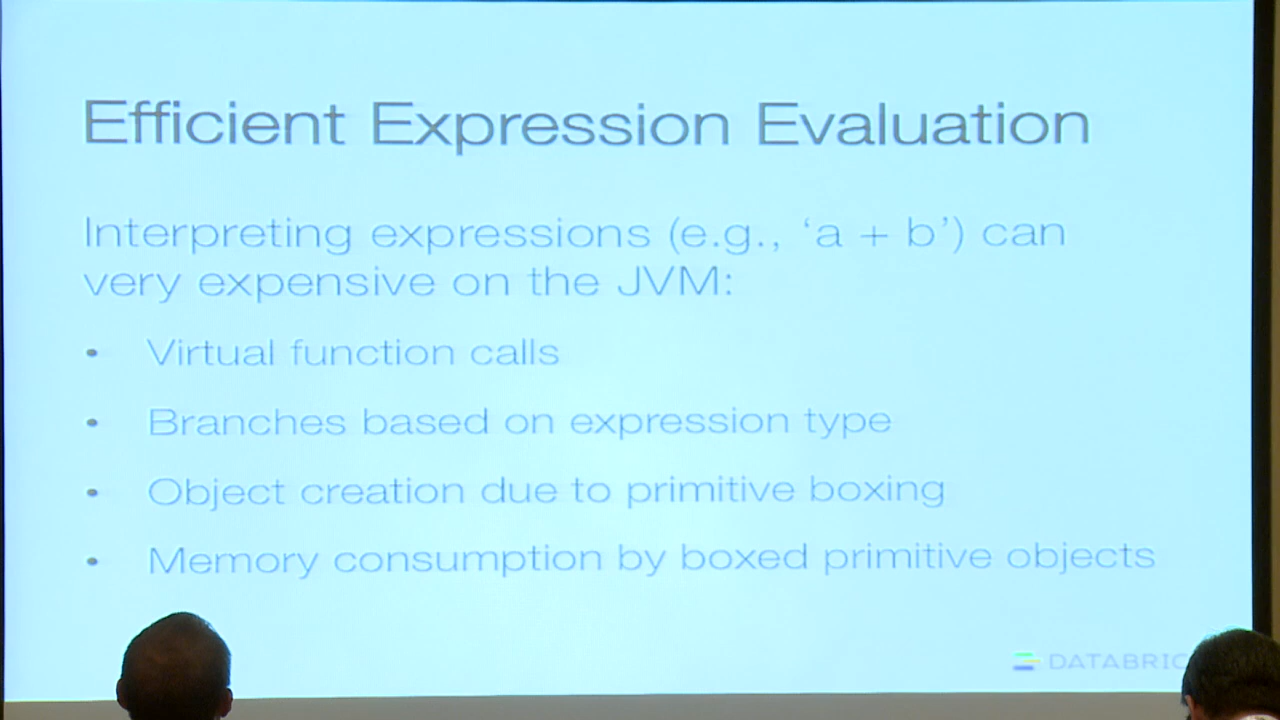 Efficient Expression Evaluation
Interpreting expressions (e.g., ‘a + b’) can
very expensive on the JVM:
• Virtual function calls
• Branches based on expression type
• Object creation due to primitive boxing
• Memory consumption by boxed primitive objects
DATABRIC